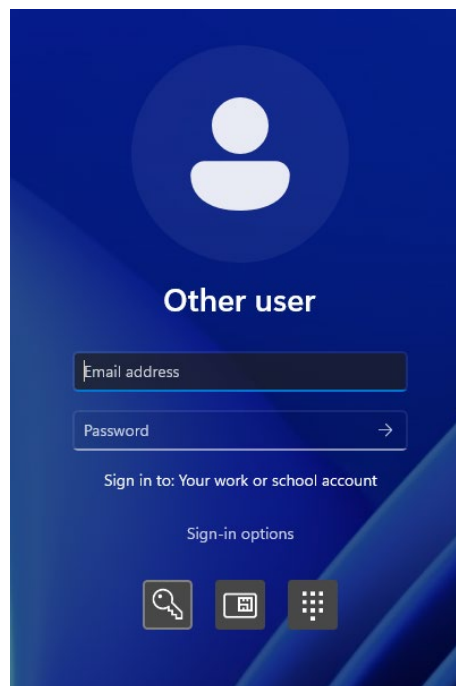 Other user
Email address
Password
Sign in to: Your work or school account
Sign-in options